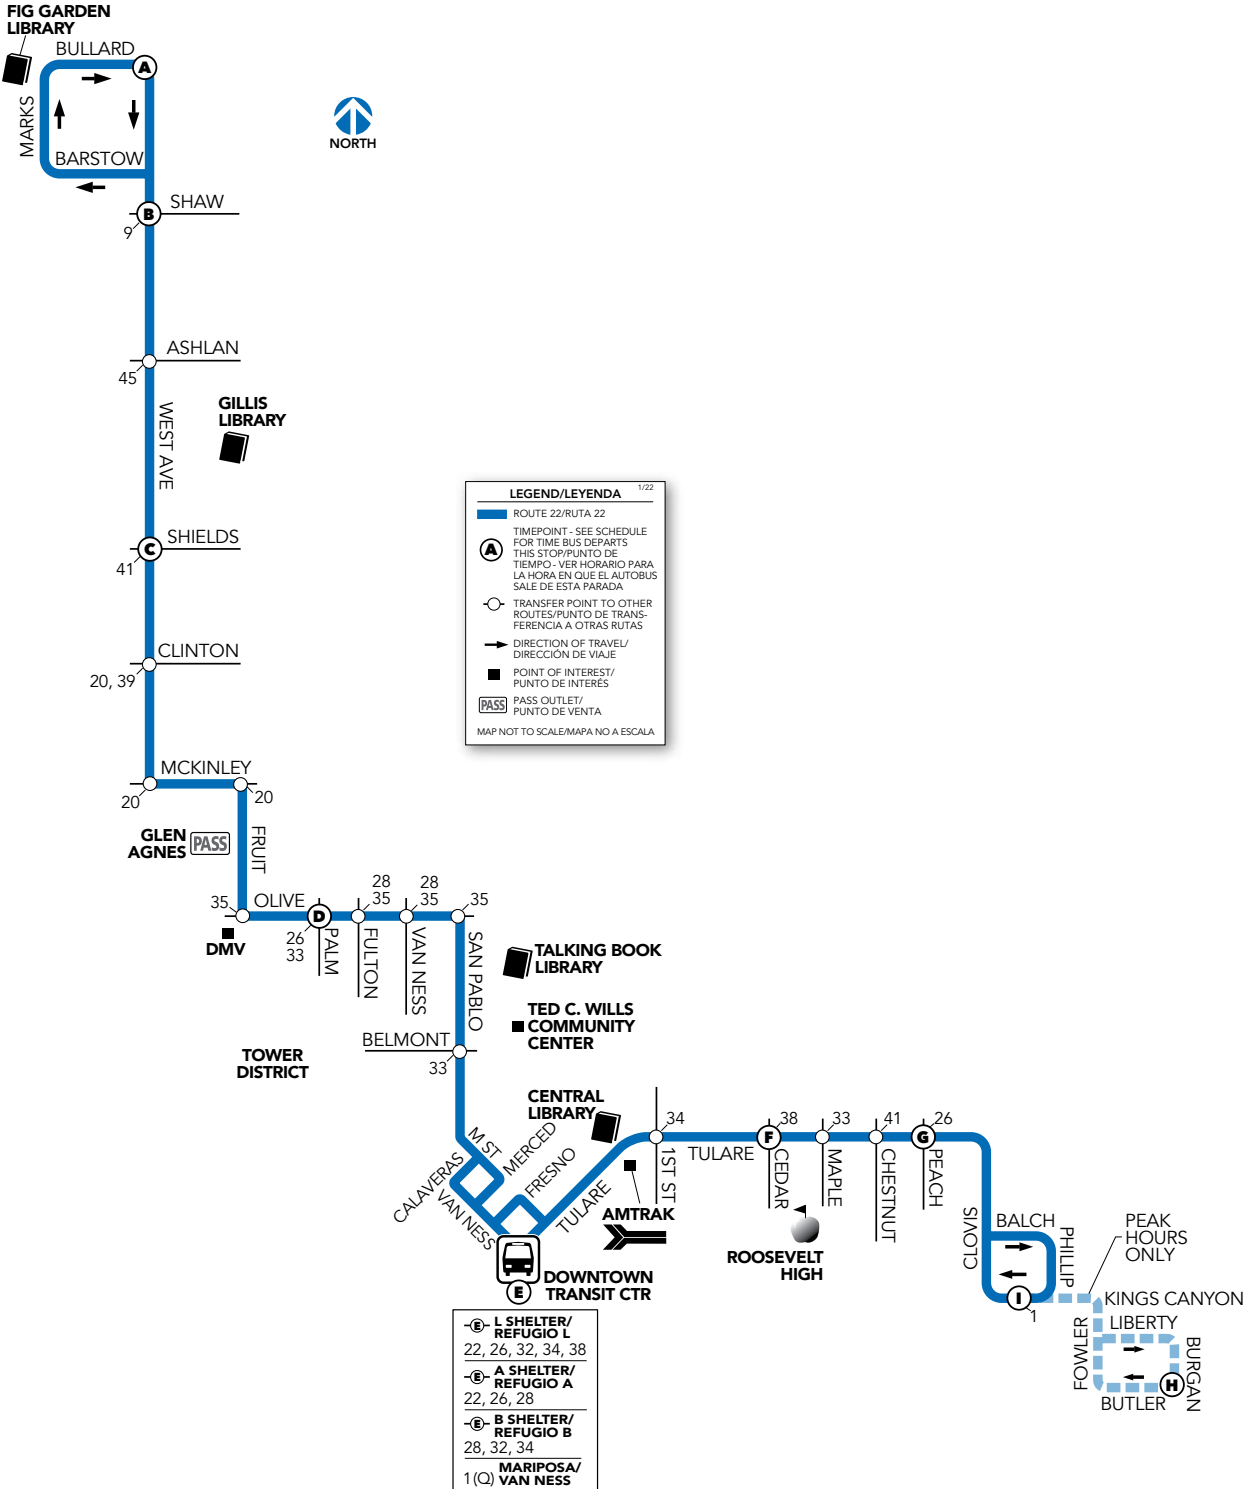 FIG GARDEN
LIBRARY
BULLARD
A
MARKS
BARSTOW
NORTH
SHAW
B
9
ASHLAN
45
WEST AVE
GILLIS
LIBRARY
SHIELDS
C
41
CLINTON
20, 39
MCKINLEY
20
20
GLEN
AGNES
PASS
FRUIT
LEGEND/LEYENDA
1/22
ROUTE 22/RUTA 22
A
TIMEPOINT - SEE SCHEDULE
FOR TIME BUS DEPARTS
THIS STOP/PUNTO DE
TIEMPO - VER HORARIO PARA
LA HORA EN QUE EL AUTOBUS
SALE DE ESTA PARADA
TRANSFER POINT TO OTHER
ROUTES/PUNTO DE TRANS-
FERENCIA A OTRAS RUTAS
DIRECTION OF TRAVEL/
DIRECCIÓN DE VIAJE
POINT OF INTEREST/
PUNTO DE INTERÉS
PASS
PASS OUTLET/
PUNTO DE VENTA
MAP NOT TO SCALE/MAPA NO A ESCALA
35
OLIVE
DMV
D
26
33
PALM
28
35
FULTON
28
35
VAN NESS
35
SAN PABLO
TALKING BOOK
LIBRARY
TED C. WILLS
COMMUNITY
CENTER
BELMONT
33
TOWER
DISTRICT
CENTRAL
LIBRARY
M ST
MERCED
CALAVERAS
VAN NESS
FRESNO
TULARE
34
1ST ST
AMTRAK
TULARE
F
38
CEDAR
33
MAPLE
41
CHESTNUT
G
26
PEACH
ROOSEVELT
HIGH
CLOVIS
BALCH
PHILLIP
I
1
PEAK
HOURS
ONLY
KINGS CANYON
LIBERTY
FOWLER
BURGAN
H
BUTLER
E
DOWNTOWN
TRANSIT CTR
E L SHELTER/
REFUGIO L
22, 26, 32, 34, 38
E A SHELTER/
REFUGIO A
22, 26, 28
E B SHELTER/
REFUGIO B
28, 32, 34
1(Q) MARIPOSA/
VAN NESS